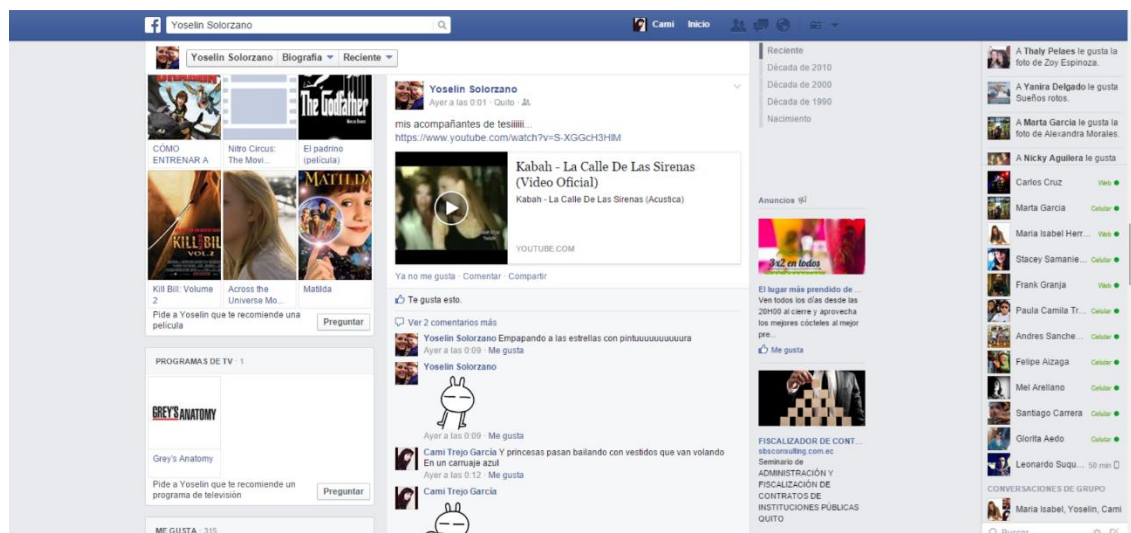 Yoselin Solorzano
Cami Inicio
Yoselin Solorzano Biografía Reciente
The Godfather
CÓMO ENTRENAR A
Nitro Circus: The Movi...
El padrino (película)
KILL BILL
VOL.2
MATILDA
Kill Bill: Volume 2
Across the Universe Mo...
Matilda
Pide a Yoselin que te recomiende una
película
Preguntar
PROGRAMAS DE TV · 1
GREY'S ANATOMY
Grey's Anatomy
Pide a Yoselin que te recomiende un
programa de televisión
Preguntar
ME GUSTA · 315
Yoselin Solorzano
Ayer a las 0:01 · Quito
mis acompañantes de tesiiiiii...
https://www.youtube.com/watch?v=S-XGGcH3HIM
Kabah - La Calle De Las Sirenas
(Video Oficial)
Kabah - La Calle De Las Sirenas (Acustica)
YOUTUBE.COM
Ya no me gusta · Comentar · Compartir
Te gusta esto.
Ver 2 comentarios más
Yoselin Solorzano Empapando a las estrellas con pintuuuuuuuuuura
Ayer a las 0:09 · Me gusta
Yoselin Solorzano
Ayer a las 0:09 · Me gusta
Cami Trejo García Y princesas pasan bailando con vestidos que van volando
En un carruaje azul
Ayer a las 0:12 · Me gusta
Cami Trejo García
Reciente
Década de 2010
Década de 2000
Década de 1990
Nacimiento
Anuncios
3x2 en todos
El lugar más prendido de ...
Ven todos los días desde las
20H00 al cierre y aprovecha
los mejores cócteles al mejor
pre...
Me gusta
FISCALIZADOR DE CONT...
sbsconsulting.com.ec
Seminario de
ADMINISTRACIÓN Y
FISCALIZACIÓN DE
CONTRATOS DE
INSTITUCIONES PÚBLICAS
QUITO
A Thaly Pelaes le gusta la
foto de Zoy Espinoza.
A Yanira Delgado le gusta
Sueños rotos.
A Marta Garcia le gusta la
foto de Alexandra Morales.
A Nicky Aguilera le gusta
Carlos Cruz Web
Marta Garcia Celular
Maria Isabel Herr... Web
Stacey Samanie... Celular
Frank Granja Web
Paula Camila Tr... Celular
Andres Sanche... Celular
Felipe Aizaga Celular
Mel Arellano Celular
Santiago Carrera Celular
Glorita Aedo Celular
Leonardo Suqu... 50 min
CONVERSACIONES DE GRUPO
Maria Isabel, Yoselin, Cami
Buscar